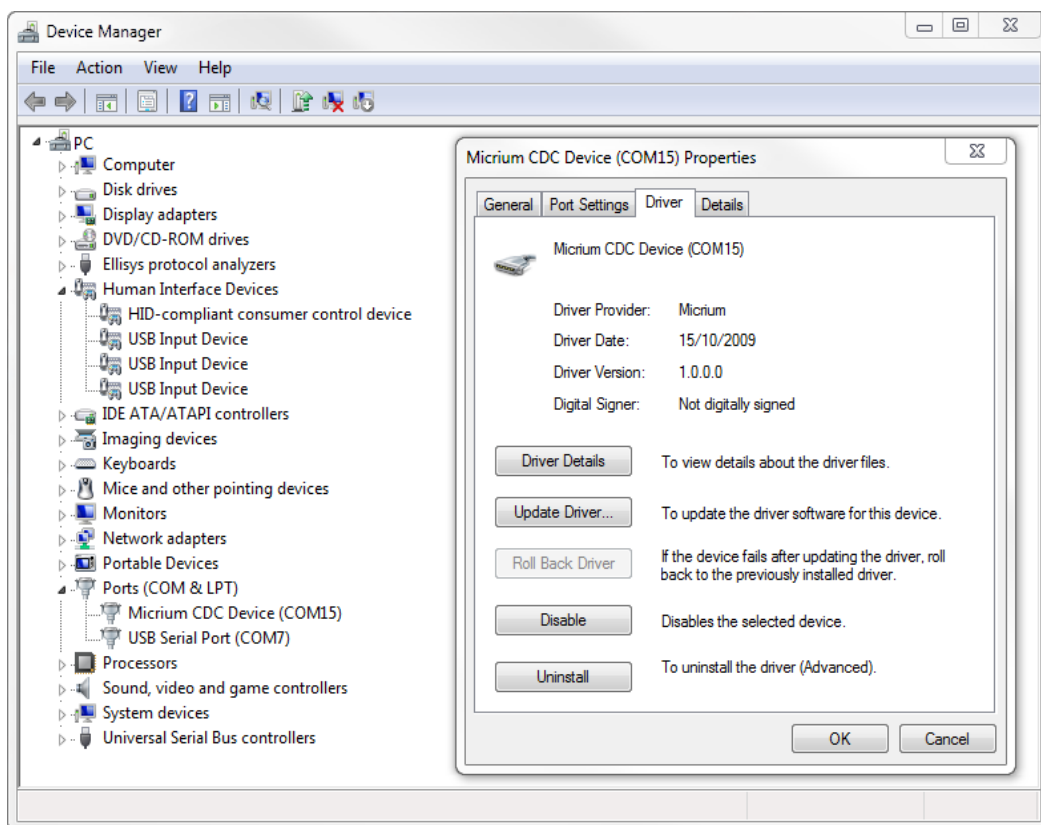 Device Manager
File Action View Help
PC
Computer
Disk drives
Display adapters
DVD/CD-ROM drives
Ellisys protocol analyzers
Human Interface Devices
HID-compliant consumer control device
USB Input Device
USB Input Device
USB Input Device
IDE ATA/ATAPI controllers
Imaging devices
Keyboards
Mice and other pointing devices
Monitors
Network adapters
Portable Devices
Ports (COM & LPT)
Micrium CDC Device (COM15)
USB Serial Port (COM7)
Processors
Sound, video and game controllers
System devices
Universal Serial Bus controllers
Micrium CDC Device (COM15) Properties
General Port Settings Driver Details
Micrium CDC Device (COM15)
Driver Provider: Micrium
Driver Date: 15/10/2009
Driver Version: 1.0.0.0
Digital Signer: Not digitally signed
Driver Details To view details about the driver files.
Update Driver... To update the driver software for this device.
Roll Back Driver If the device fails after updating the driver, roll
back to the previously installed driver.
Disable Disables the selected device.
Uninstall To uninstall the driver (Advanced).
OK Cancel